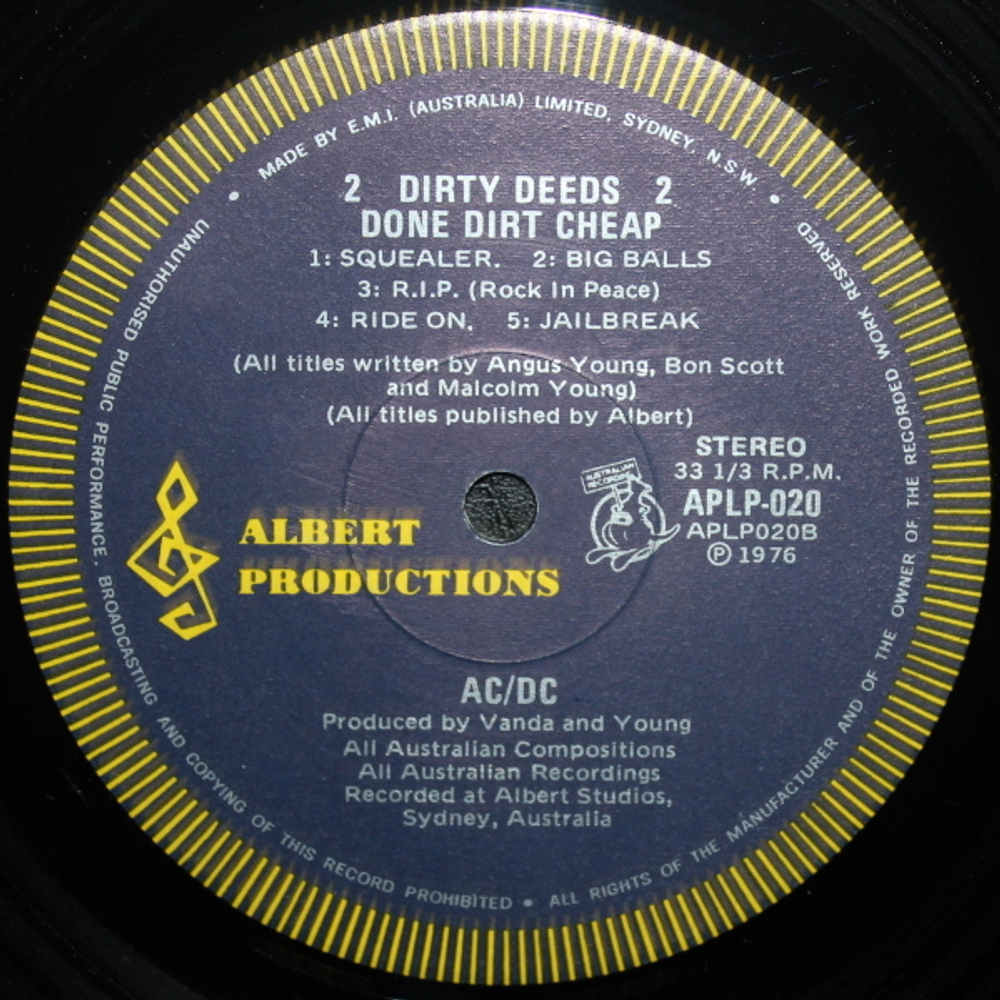 MADE BY E.M.I. (AUSTRALIA) LIMITED, SYDNEY, N.S.W.
2 DIRTY DEEDS 2
DONE DIRT CHEAP
1: SQUEALER. 2: BIG BALLS
3: R.I.P. (Rock In Peace)
4: RIDE ON. 5: JAILBREAK
(All titles written by Angus Young, Bon Scott
and Malcolm Young)
(All titles published by Albert)
STEREO
33 1/3 R.P.M.
APLP-020
APLP020B
℗ 1976
AUSTRALIAN
RECORDING
ALBERT
PRODUCTIONS
AC/DC
Produced by Vanda and Young
All Australian Compositions
All Australian Recordings
Recorded at Albert Studios,
Sydney, Australia
UNAUTHORISED PUBLIC PERFORMANCE, BROADCASTING AND COPYING OF THIS RECORD PROHIBITED • ALL RIGHTS OF THE MANUFACTURER AND OF THE OWNER OF THE RECORDED WORK RESERVED